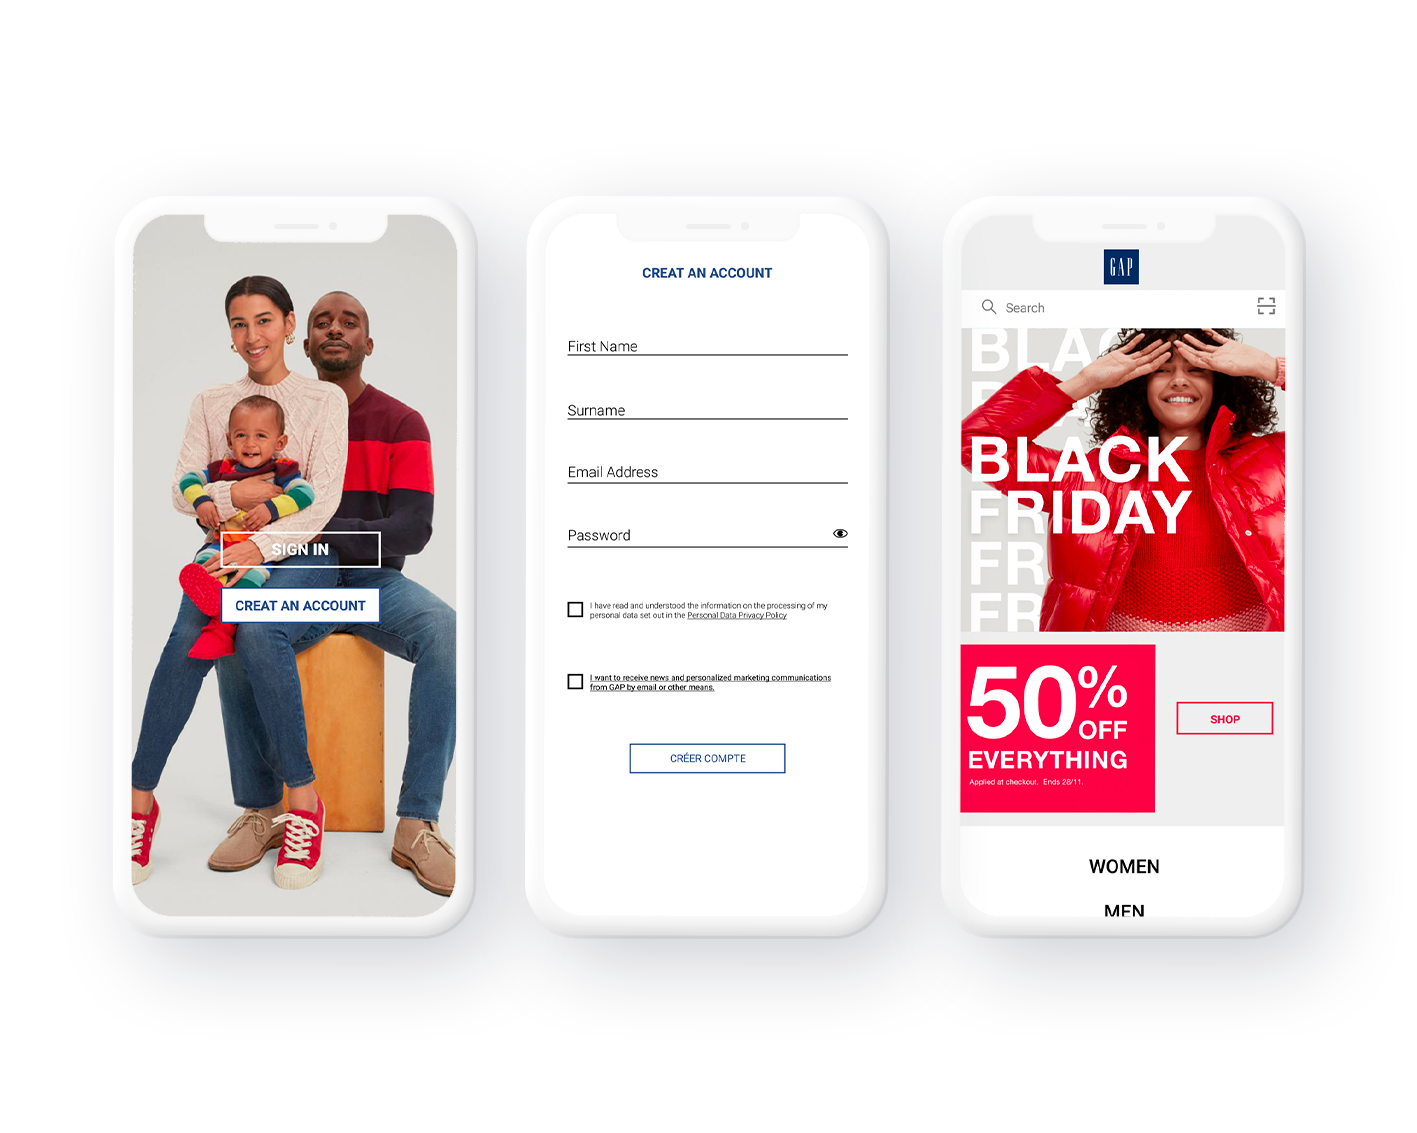 SIGN IN
CREAT AN ACCOUNT
CREAT AN ACCOUNT
First Name
Surname
Email Address
Password
I have read and understood the information on the processing of my
personal data set out in the Personal Data Privacy Policy
I want to receive news and personalized marketing communications
from GAP by email or other means.
CRÉER COMPTE
GAP
Search
BLAC
BLA
BLACK
FRIDAY
FR
FR
50%
OFF
EVERYTHING
Applied at checkout. Ends 28/11.
SHOP
WOMEN
MEN